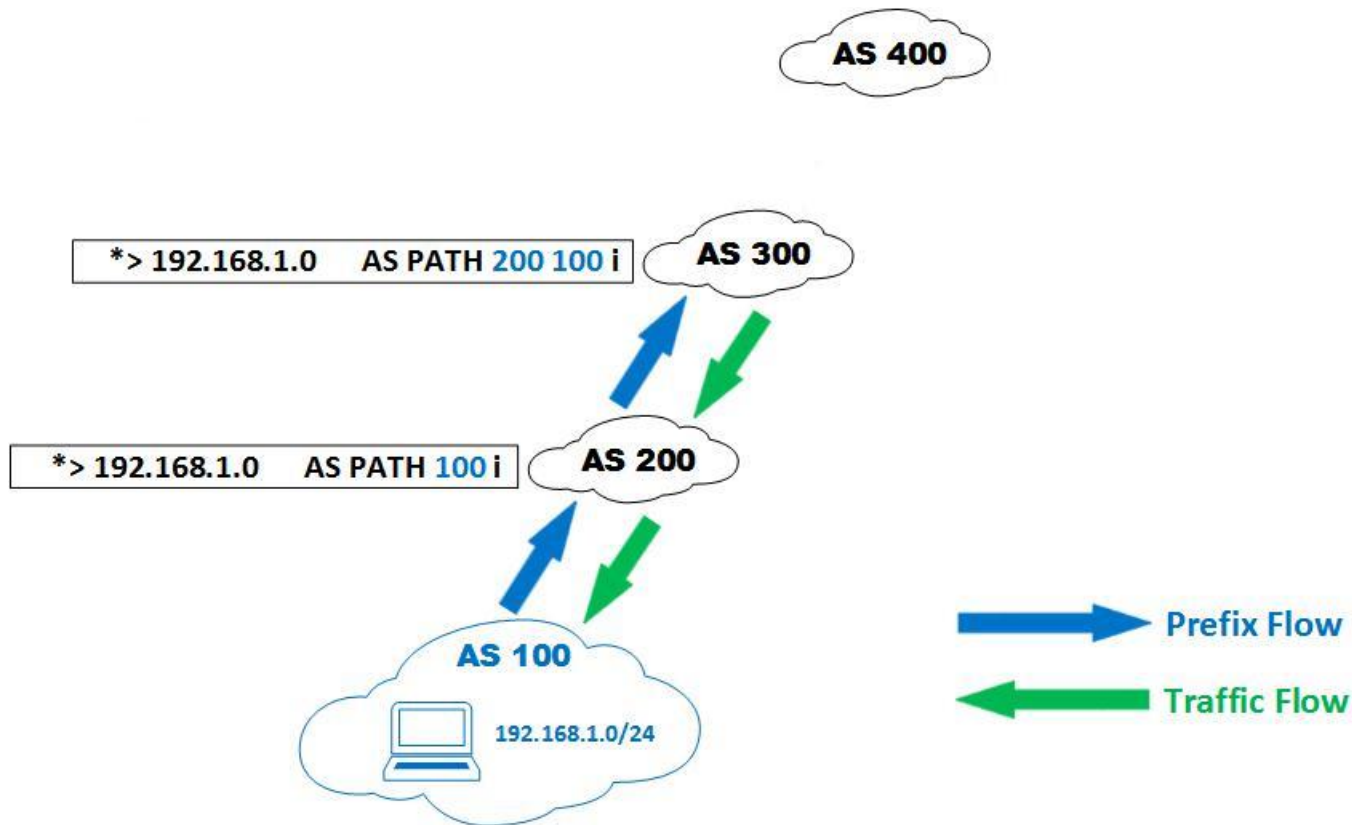 AS 400
*> 192.168.1.0 AS PATH 200 100 i
AS 300
*> 192.168.1.0 AS PATH 100 i
AS 200
AS 100
192.168.1.0/24
Prefix Flow
Traffic Flow